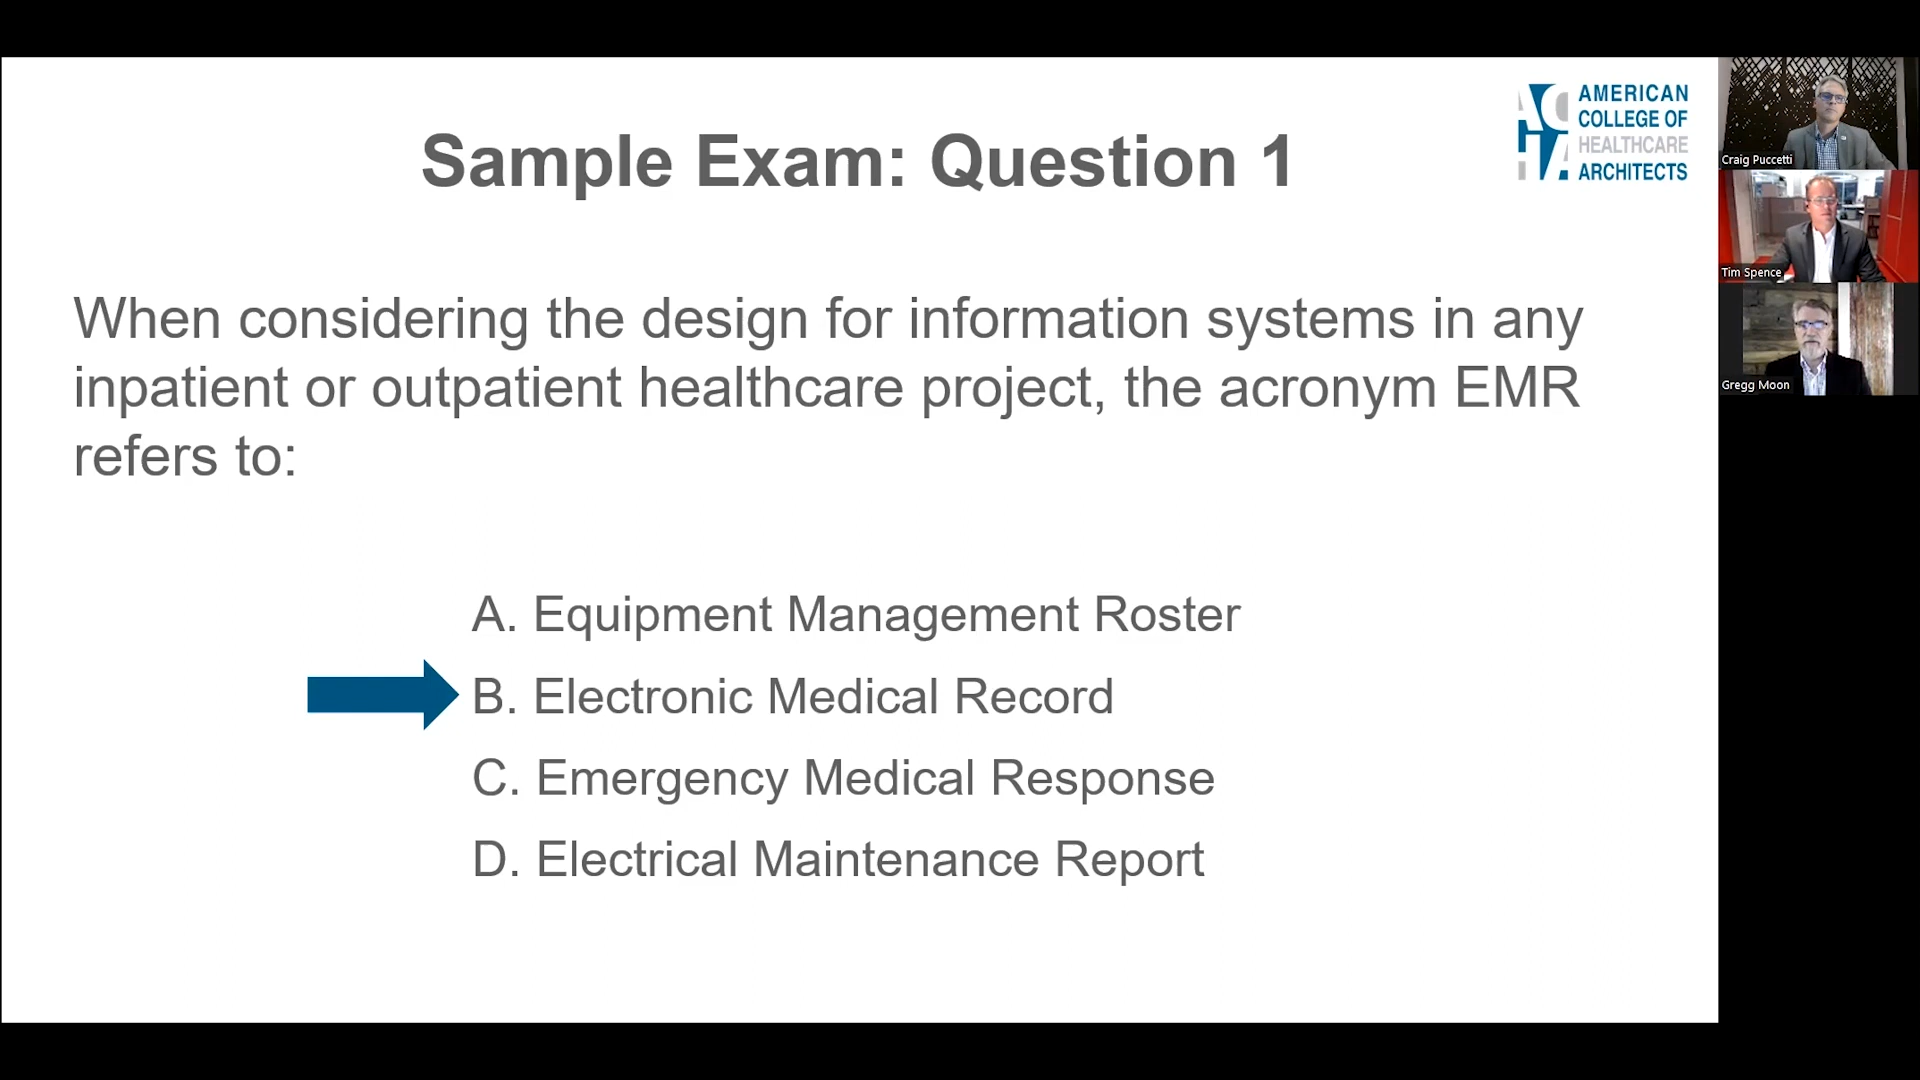 Sample Exam: Question 1
AMERICAN
COLLEGE OF
HEALTHCARE
ARCHITECTS
ACHA
When considering the design for information systems in any
inpatient or outpatient healthcare project, the acronym EMR
refers to:
A. Equipment Management Roster
B. Electronic Medical Record
C. Emergency Medical Response
D. Electrical Maintenance Report
Craig Puccetti
Tim Spence
Gregg Moon